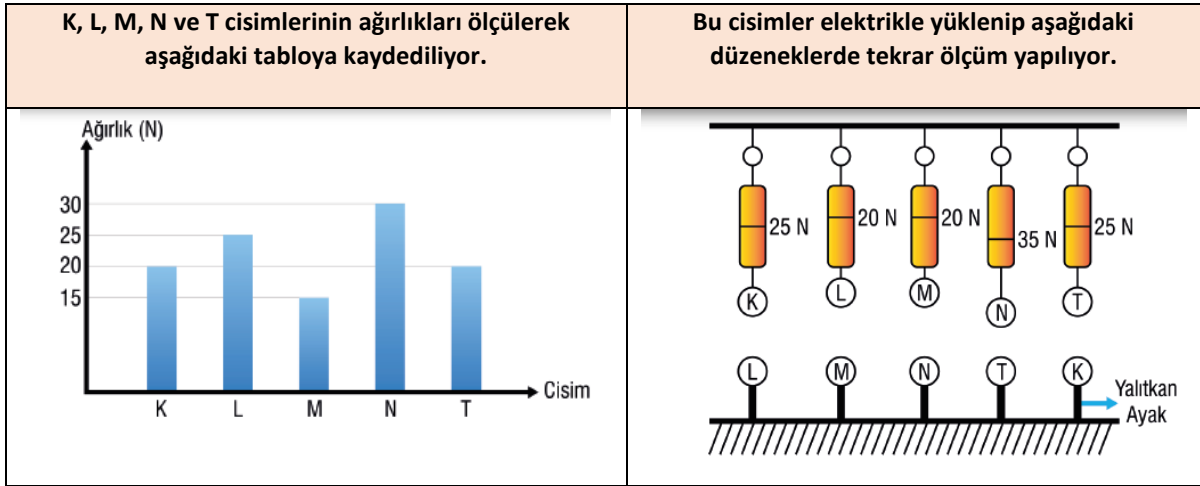 K, L, M, N ve T cisimlerinin ağırlıkları ölçülerek
aşağıdaki tabloya kaydediliyor.
Bu cisimler elektrikle yüklenip aşağıdaki
düzeneklerde tekrar ölçüm yapılıyor.
Ağırlık (N)
30
25
20
15
K L M N T
Cisim
25 N 20 N 20 N 35 N 25 N
K L M N T
L M N T K
Yalıtkan
Ayak